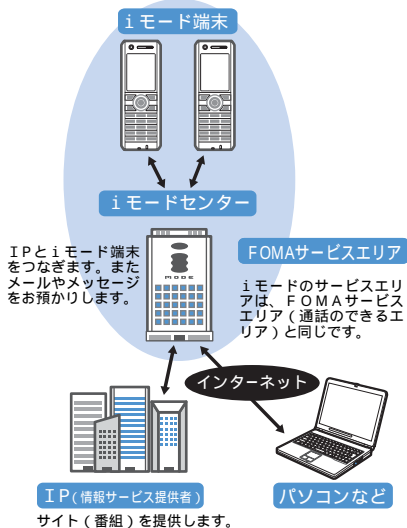 iモード端末
iモードセンター
IPとiモード端末
をつなぎます。また
メールやメッセージ
をお預かりします。
MODE
FOMAサービスエリア
iモードのサービスエリ
アは、FOMAサービス
エリア(通話のできるエ
リア)と同じです。
インターネット
IP(情報サービス提供者)
サイト(番組)を提供します。
パソコンなど